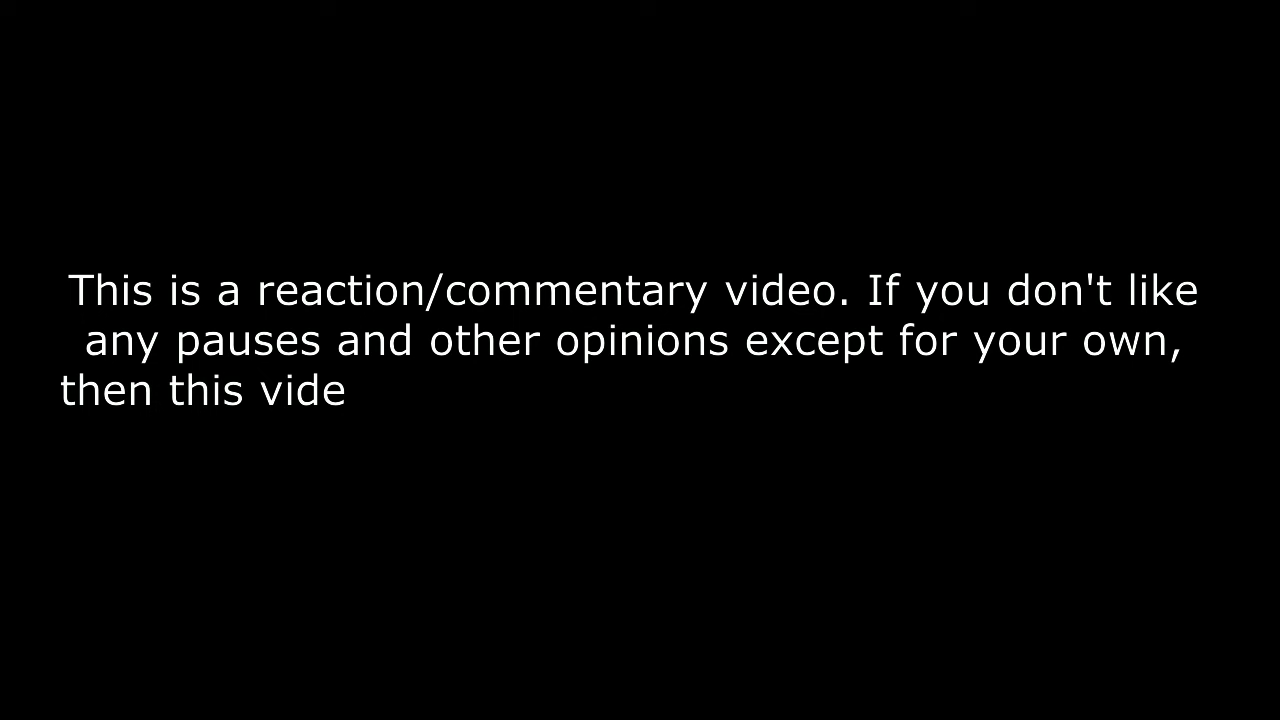 This is a reaction/commentary video. If you don't like
any pauses and other opinions except for your own,
then this vide